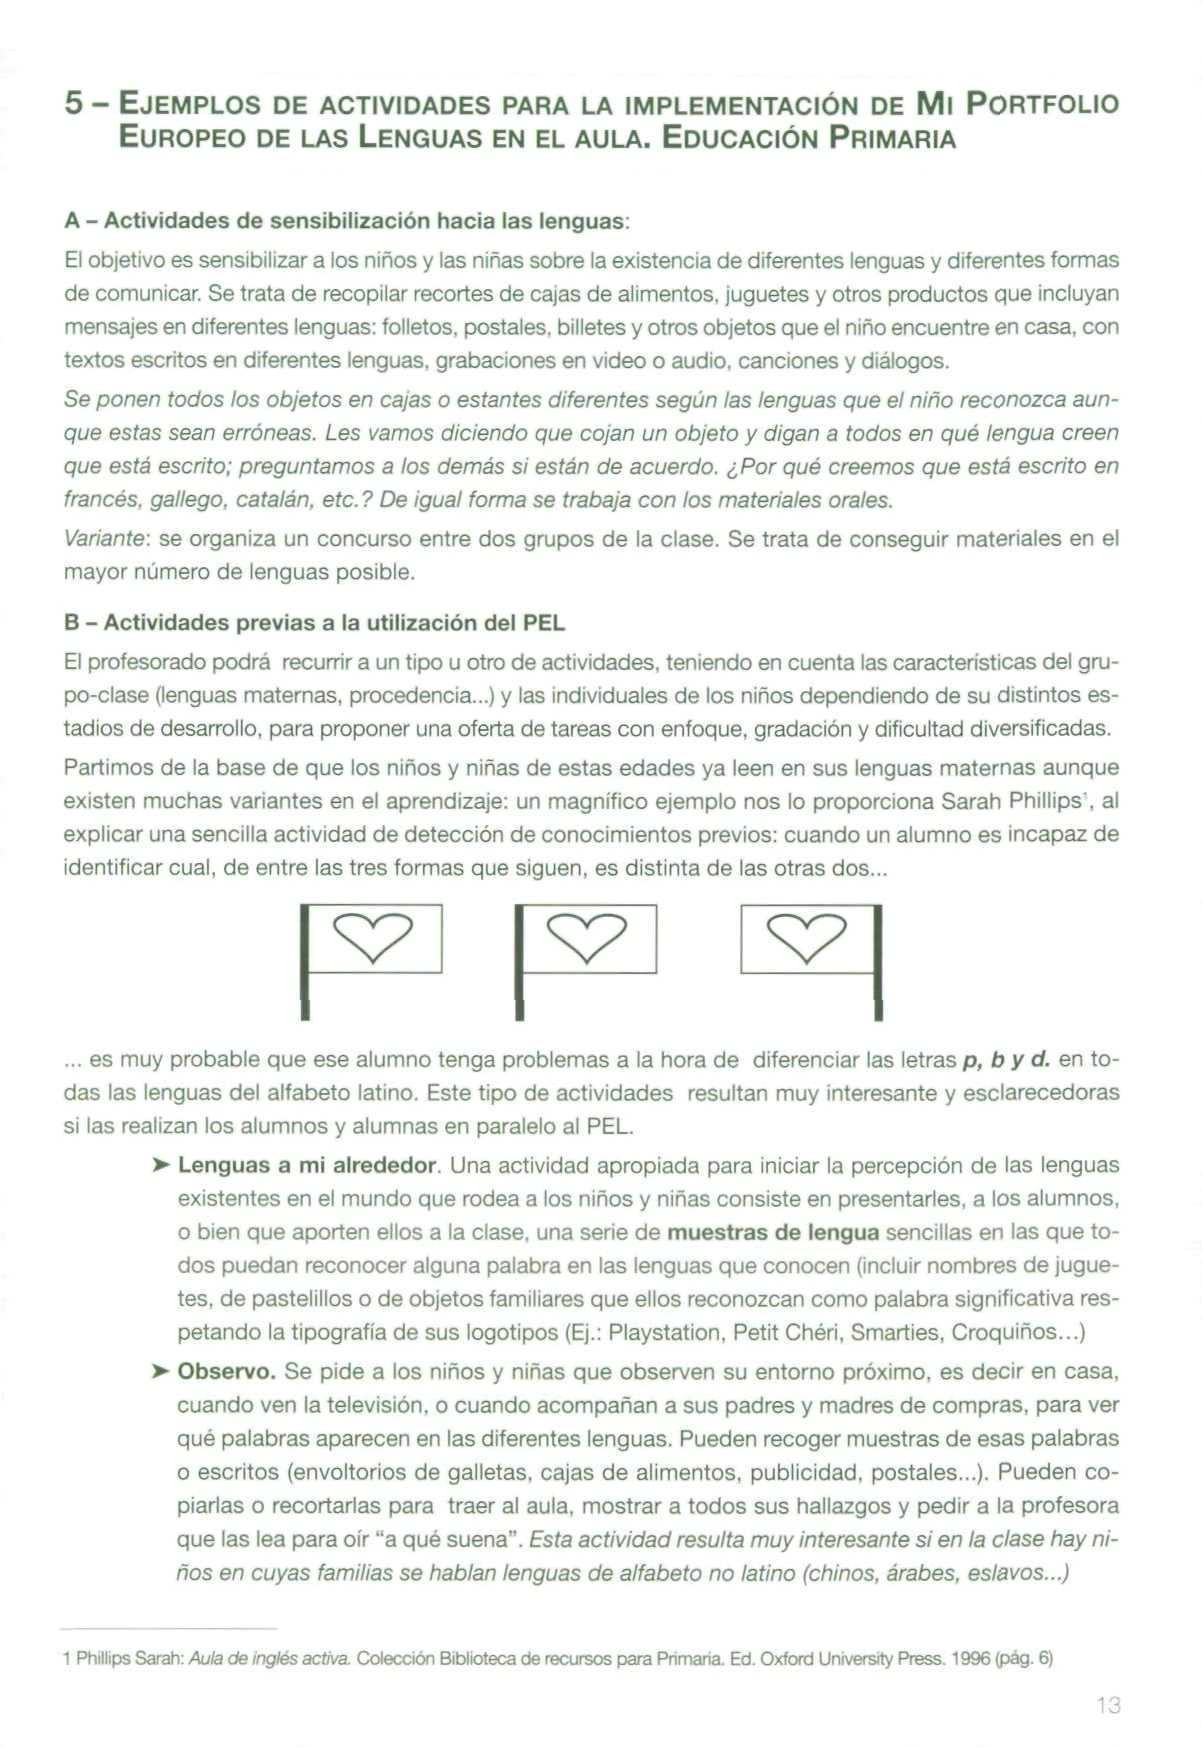 5 – EJEMPLOS DE ACTIVIDADES PARA LA IMPLEMENTACIÓN DE MI PORTFOLIO
EUROPEO DE LAS LENGUAS EN EL AULA. EDUCACIÓN PRIMARIA
A – Actividades de sensibilización hacia las lenguas:
El objetivo es sensibilizar a los niños y las niñas sobre la existencia de diferentes lenguas y diferentes formas
de comunicar. Se trata de recopilar recortes de cajas de alimentos, juguetes y otros productos que incluyan
mensajes en diferentes lenguas: folletos, postales, billetes y otros objetos que el niño encuentre en casa, con
textos escritos en diferentes lenguas, grabaciones en video o audio, canciones y diálogos.
Se ponen todos los objetos en cajas o estantes diferentes según las lenguas que el niño reconozca aun-
que estas sean erróneas. Les vamos diciendo que cojan un objeto y digan a todos en qué lengua creen
que está escrito; preguntamos a los demás si están de acuerdo. ¿Por qué creemos que está escrito en
francés, gallego, catalán, etc.? De igual forma se trabaja con los materiales orales.
Variante: se organiza un concurso entre dos grupos de la clase. Se trata de conseguir materiales en el
mayor número de lenguas posible.
B – Actividades previas a la utilización del PEL
El profesorado podrá recurrir a un tipo u otro de actividades, teniendo en cuenta las características del gru-
po-clase (lenguas maternas, procedencia...) y las individuales de los niños dependiendo de su distintos es-
tadios de desarrollo, para proponer una oferta de tareas con enfoque, gradación y dificultad diversificadas.
Partimos de la base de que los niños y niñas de estas edades ya leen en sus lenguas maternas aunque
existen muchas variantes en el aprendizaje: un magnífico ejemplo nos lo proporciona Sarah Phillips¹, al
explicar una sencilla actividad de detección de conocimientos previos: cuando un alumno es incapaz de
identificar cual, de entre las tres formas que siguen, es distinta de las otras dos...
... es muy probable que ese alumno tenga problemas a la hora de diferenciar las letras p, b y d. en to-
das las lenguas del alfabeto latino. Este tipo de actividades resultan muy interesante y esclarecedoras
si las realizan los alumnos y alumnas en paralelo al PEL.
➤ Lenguas a mi alrededor. Una actividad apropiada para iniciar la percepción de las lenguas
existentes en el mundo que rodea a los niños y niñas consiste en presentarles, a los alumnos,
o bien que aporten ellos a la clase, una serie de muestras de lengua sencillas en las que to-
dos puedan reconocer alguna palabra en las lenguas que conocen (incluir nombres de jugue-
tes, de pastelillos o de objetos familiares que ellos reconozcan como palabra significativa res-
petando la tipografía de sus logotipos (Ej.: Playstation, Petit Chéri, Smarties, Croquiños...)
➤ Observo. Se pide a los niños y niñas que observen su entorno próximo, es decir en casa,
cuando ven la televisión, o cuando acompañan a sus padres y madres de compras, para ver
qué palabras aparecen en las diferentes lenguas. Pueden recoger muestras de esas palabras
o escritos (envoltorios de galletas, cajas de alimentos, publicidad, postales...). Pueden co-
piarlas o recortarlas para traer al aula, mostrar a todos sus hallazgos y pedir a la profesora
que las lea para oír “a qué suena”. Esta actividad resulta muy interesante si en la clase hay ni-
ños en cuyas familias se hablan lenguas de alfabeto no latino (chinos, árabes, eslavos...)
1 Phillips Sarah: Aula de inglés activa. Colección Biblioteca de recursos para Primaria. Ed. Oxford University Press. 1996 (pág. 6)
13